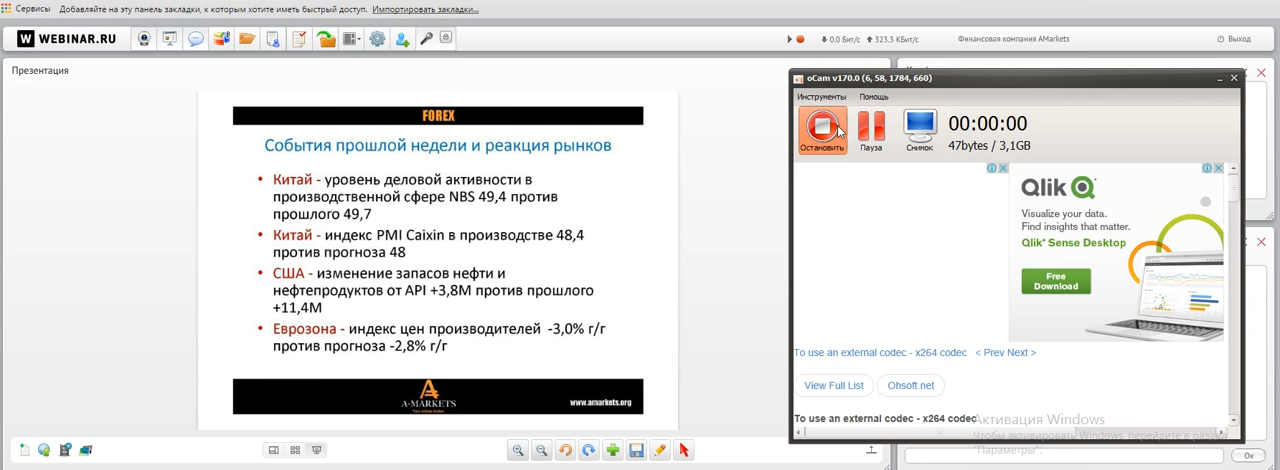 Сервисы Добавляйте на эту панель закладки, к которым хотите иметь быстрый доступ. Импортировать закладки...
W WEBINAR.RU
0.0 Бит/с 323.3 КБит/с
Финансовая компания AMarkets
Выход
Презентация
FOREX
События прошлой недели и реакция рынков
• Китай - уровень деловой активности в
производственной сфере NBS 49,4 против
прошлого 49,7
• Китай - индекс PMI Caixin в производстве 48,4
против прогноза 48
• США - изменение запасов нефти и
нефтепродуктов от API +3,8М против прошлого
+11,4М
• Еврозона - индекс цен производителей -3,0% г/г
против прогноза -2,8% г/г
A-MARKETS
www.amarkets.org
oCam v170.0 (6, 58, 1784, 660)
Инструменты Помощь
Остановить Пауза Снимок
00:00:00
47bytes / 3,1GB
Qlik
Visualize your data.
Find insights that matter.
Qlik Sense Desktop
Free
Download
To use an external codec - x264 codec < Prev Next >
View Full List Ohsoft.net
To use an external codec - x264 codec
Активация Windows
Чтобы активировать Windows, перейдите в раздел
"Параметры".
Ок